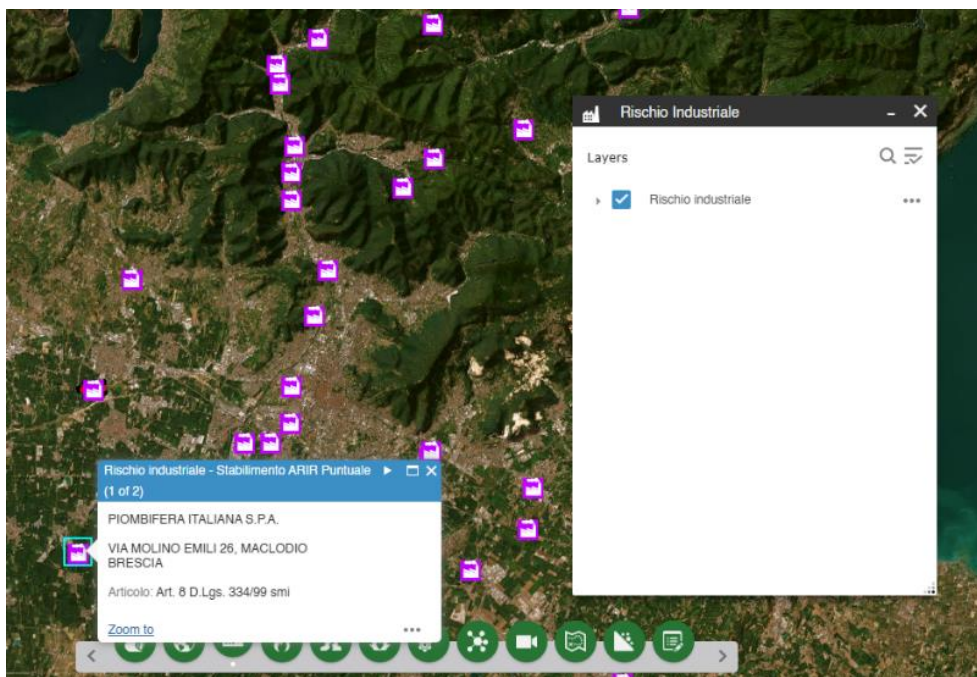 Rischio Industriale
Layers
Rischio industriale
Rischio industriale - Stabilimento ARIR Puntuale
(1 of 2)
PIOMBIFERA ITALIANA S.P.A.
VIA MOLINO EMILI 26, MACLODIO
BRESCIA
Articolo: Art. 8 D.Lgs. 334/99 smi
Zoom to